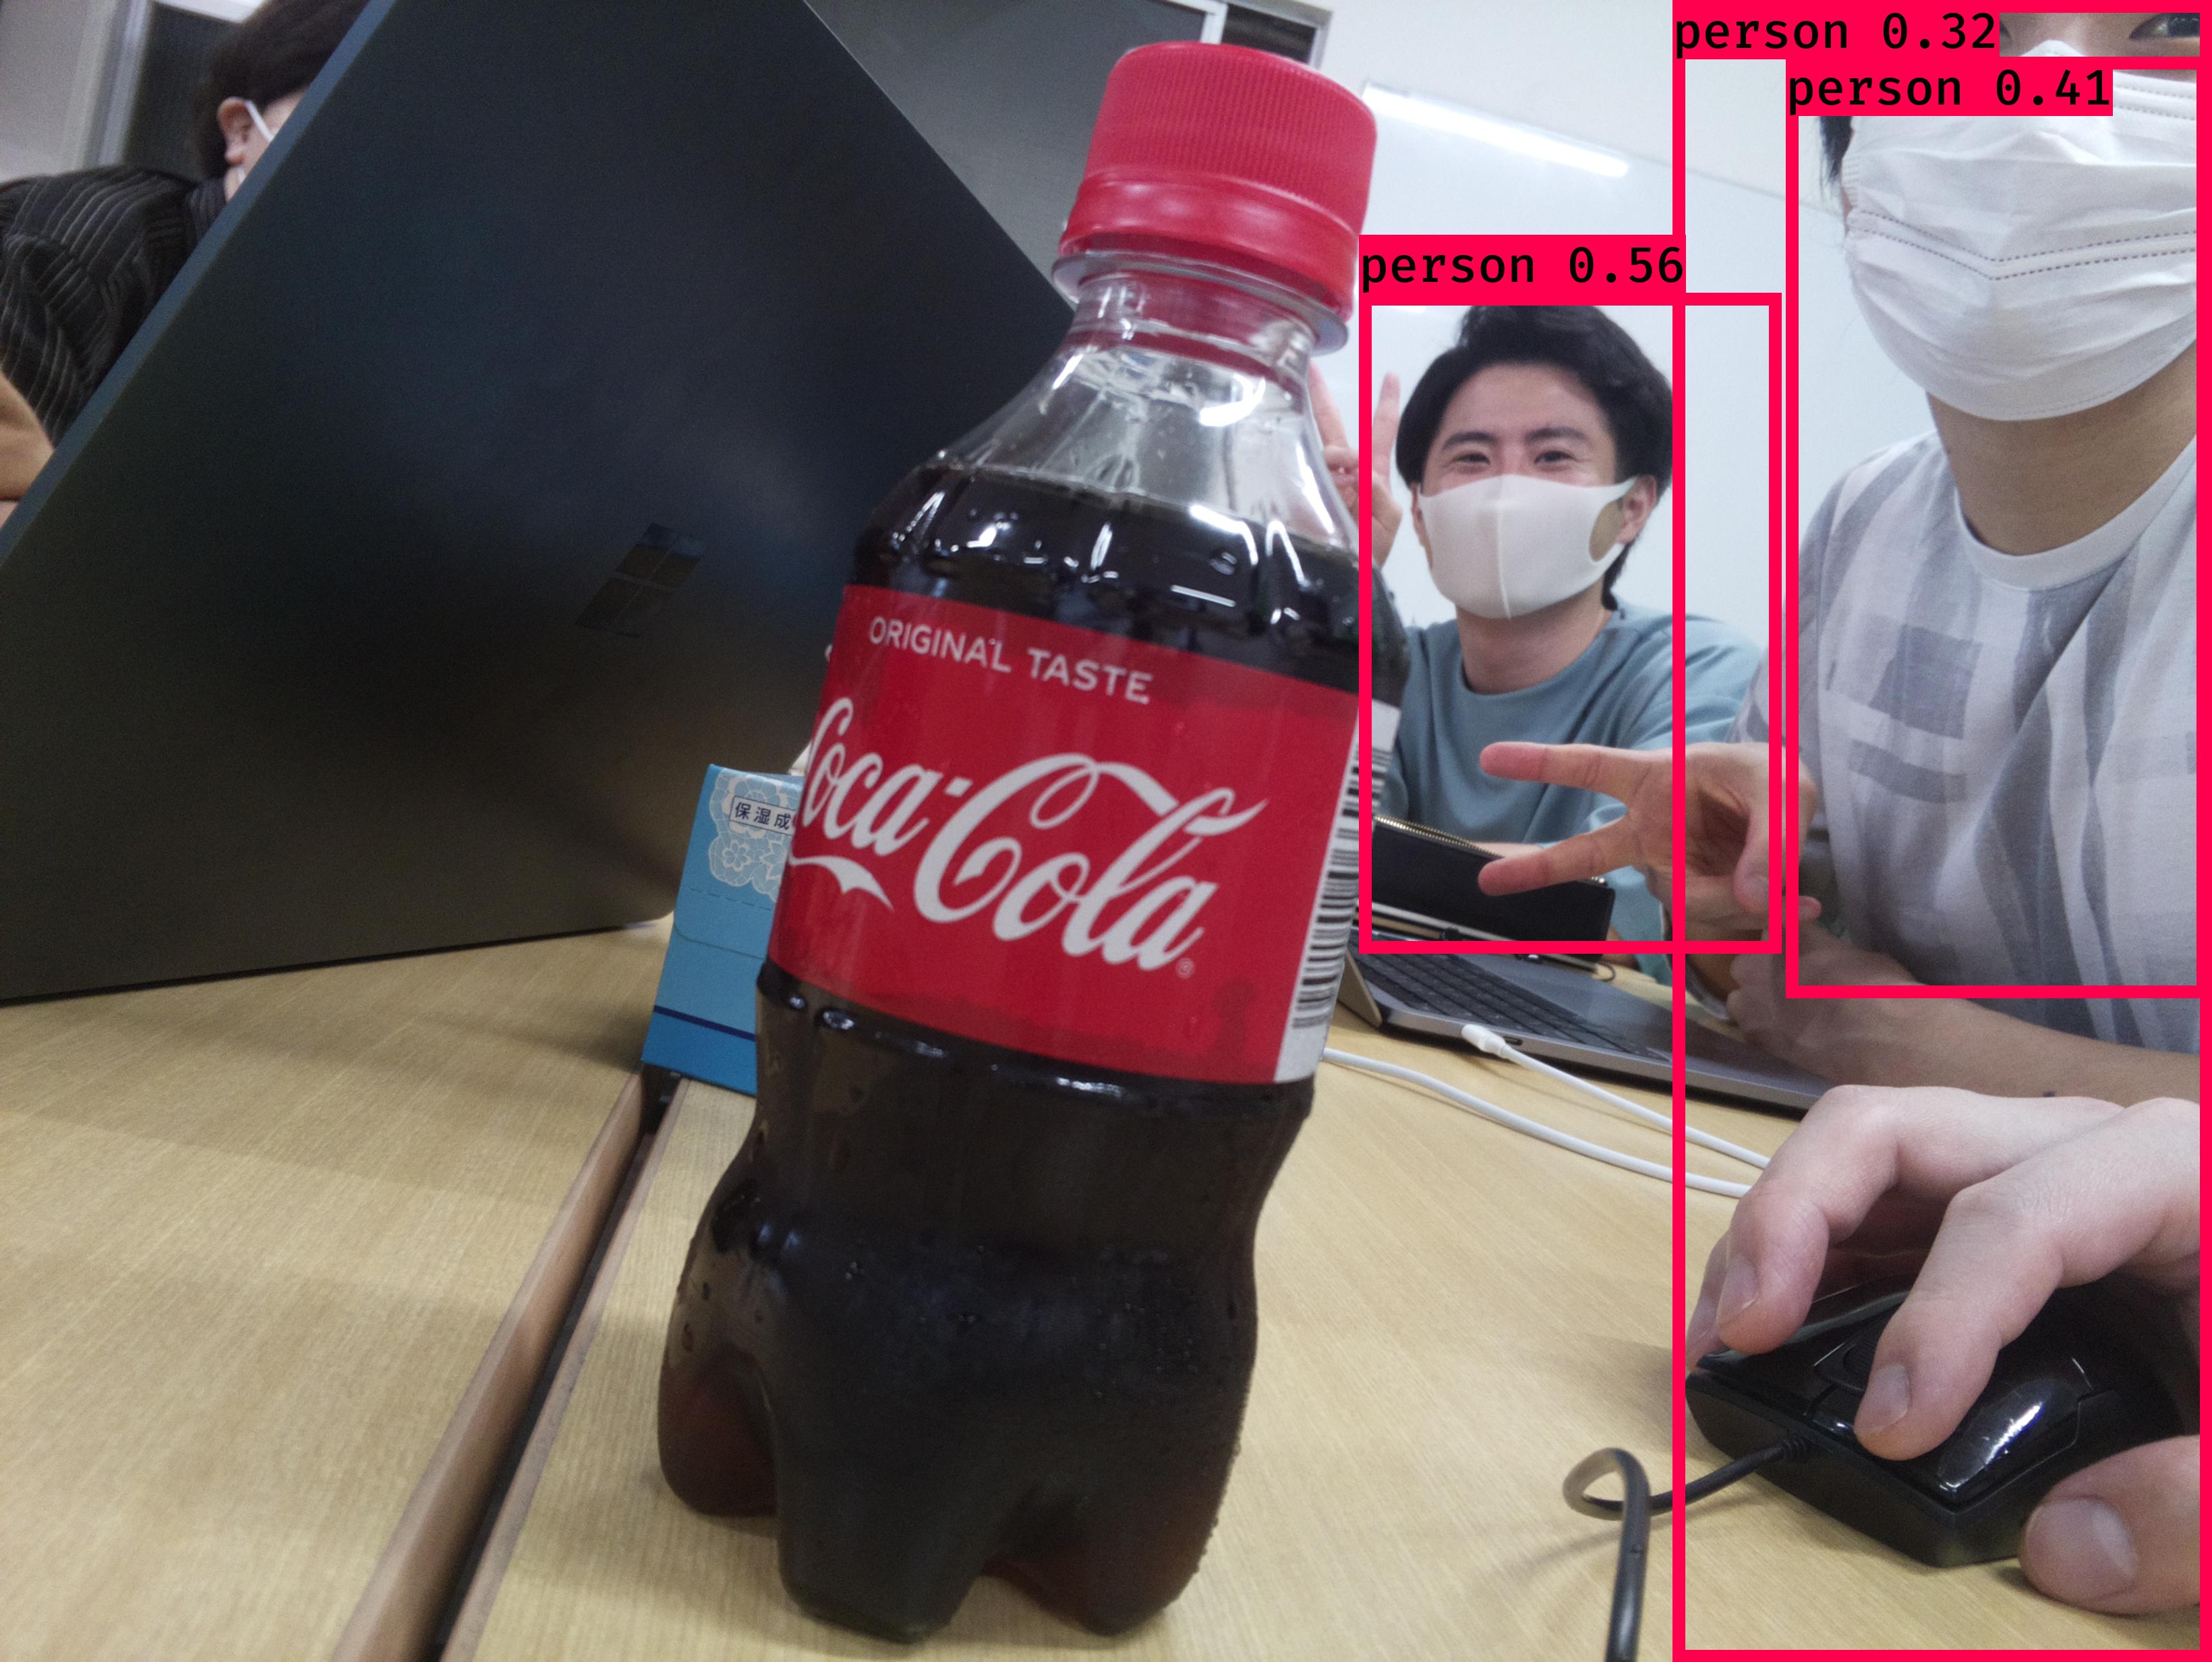 person 0.32
person 0.41
person 0.56
ORIGINAL TASTE
Coca-Cola
®
保湿成